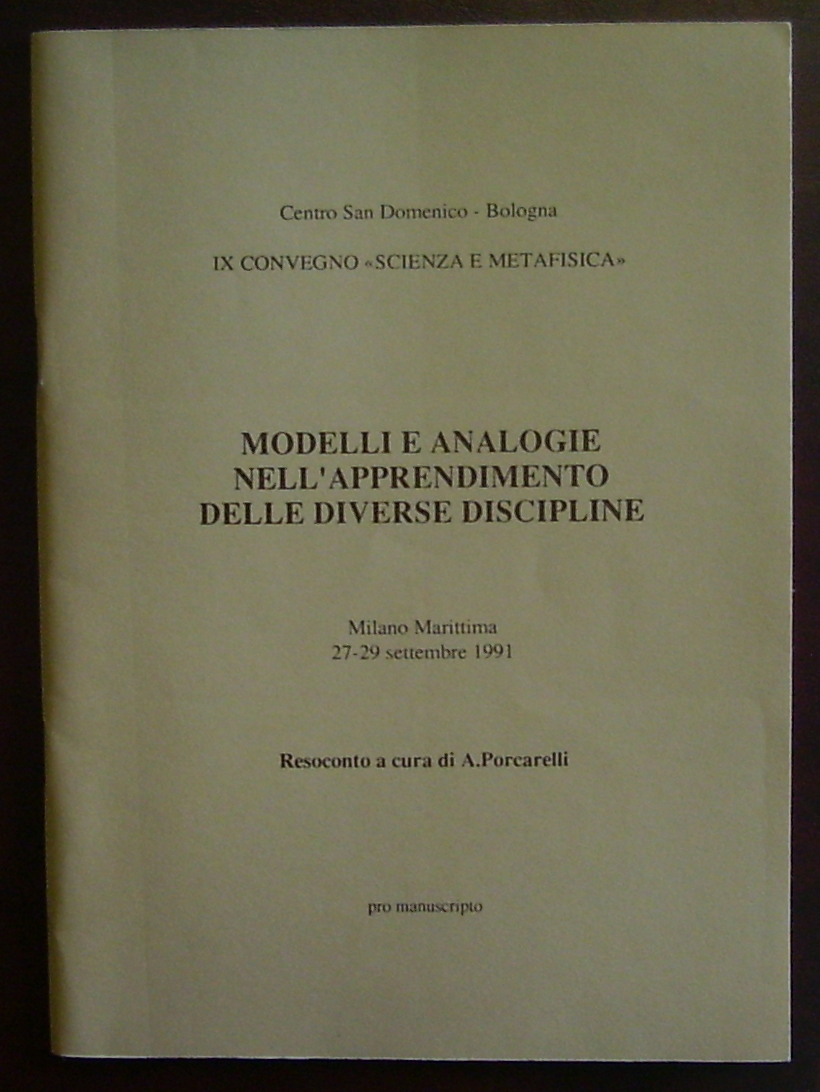 Centro San Domenico - Bologna
IX CONVEGNO «SCIENZA E METAFISICA»
MODELLI E ANALOGIE
NELL'APPRENDIMENTO
DELLE DIVERSE DISCIPLINE
Milano Marittima
27-29 settembre 1991
Resoconto a cura di A.Porcarelli
pro manuscripto